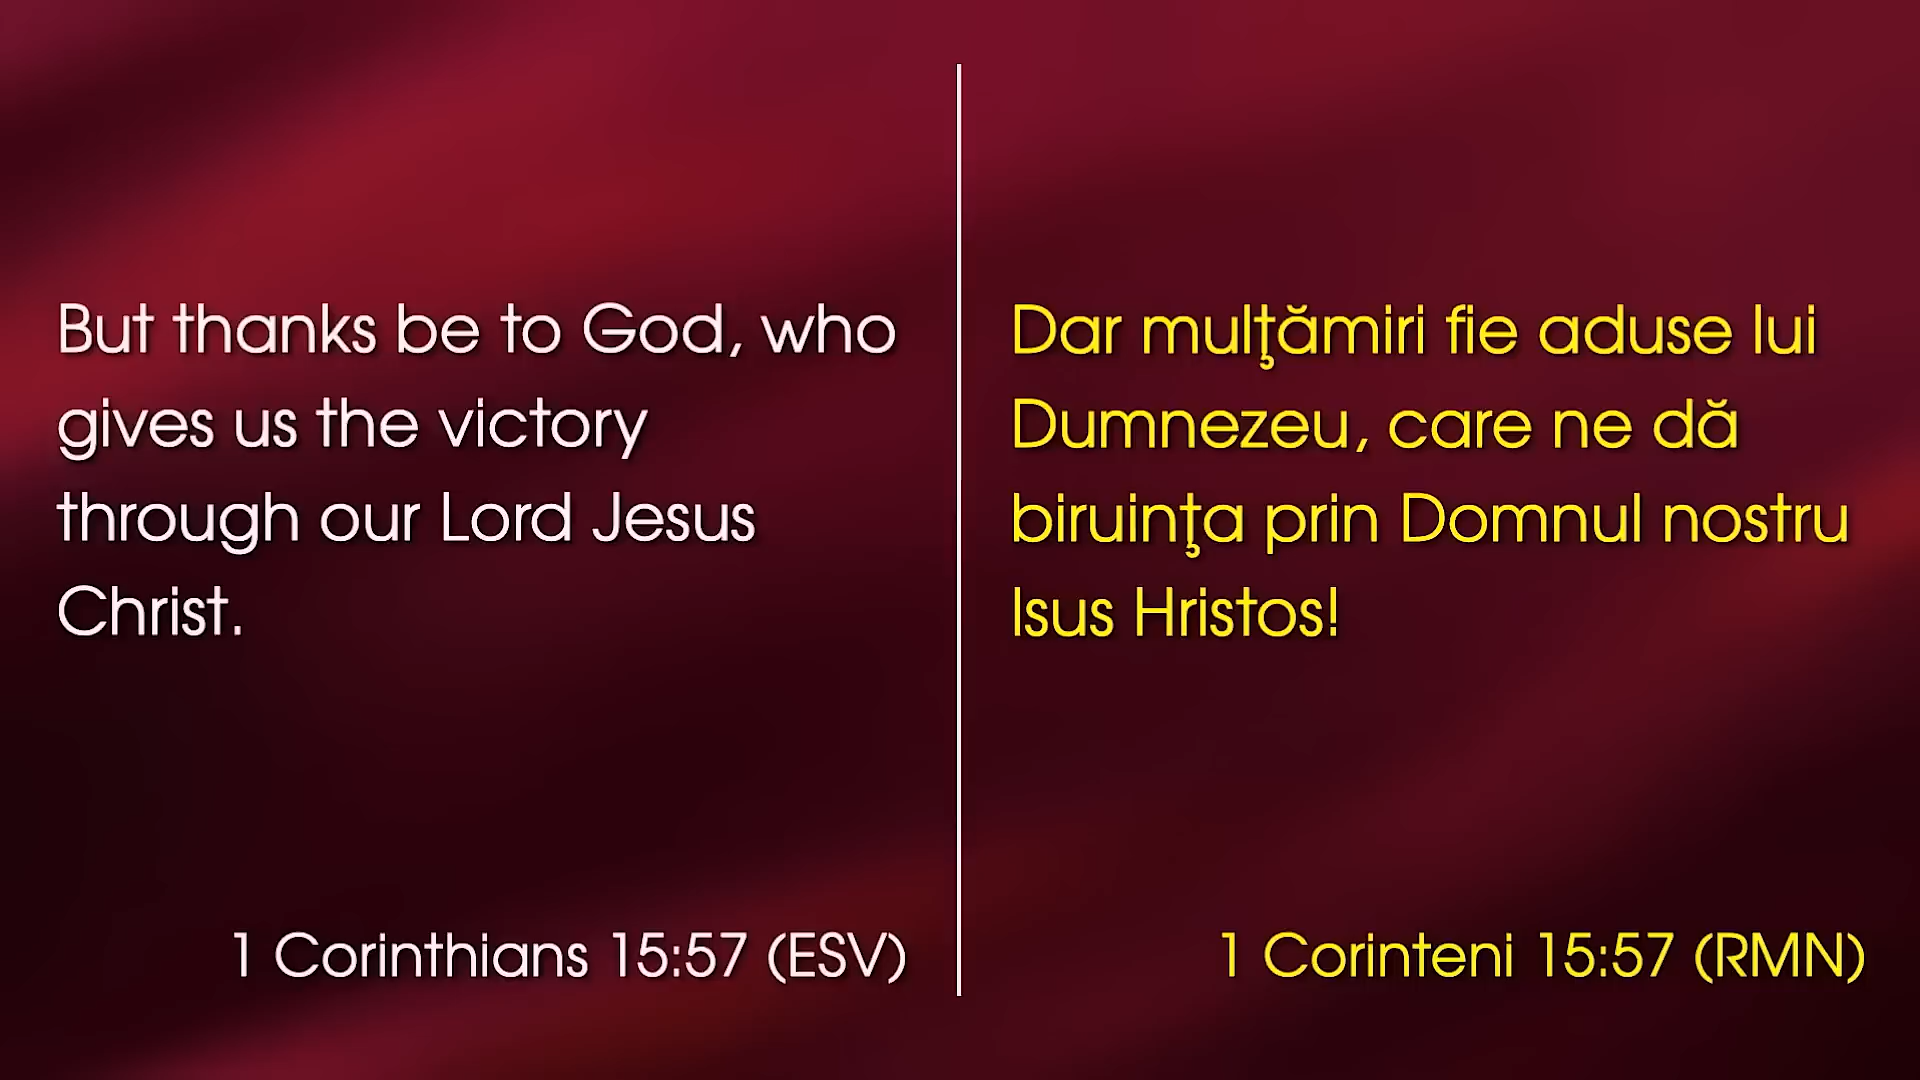 But thanks be to God, who
gives us the victory
through our Lord Jesus
Christ.
1 Corinthians 15:57 (ESV)
Dar mulţămiri fie aduse lui
Dumnezeu, care ne dă
biruinţa prin Domnul nostru
Isus Hristos!
1 Corinteni 15:57 (RMN)